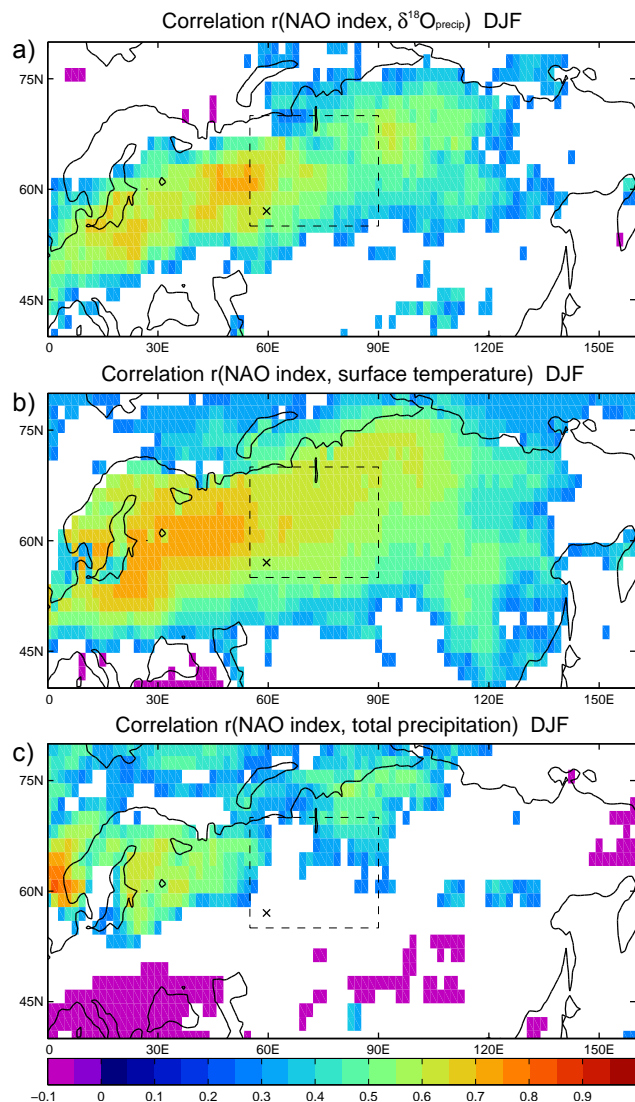 Correlation r(NAO index, δ¹⁸Oprecip) DJF
a)
75N
60N
45N
0 30E 60E 90E 120E 150E
Correlation r(NAO index, surface temperature) DJF
b)
75N
60N
45N
0 30E 60E 90E 120E 150E
Correlation r(NAO index, total precipitation) DJF
c)
75N
60N
45N
0 30E 60E 90E 120E 150E
−0.1 0 0.1 0.2 0.3 0.4 0.5 0.6 0.7 0.8 0.9